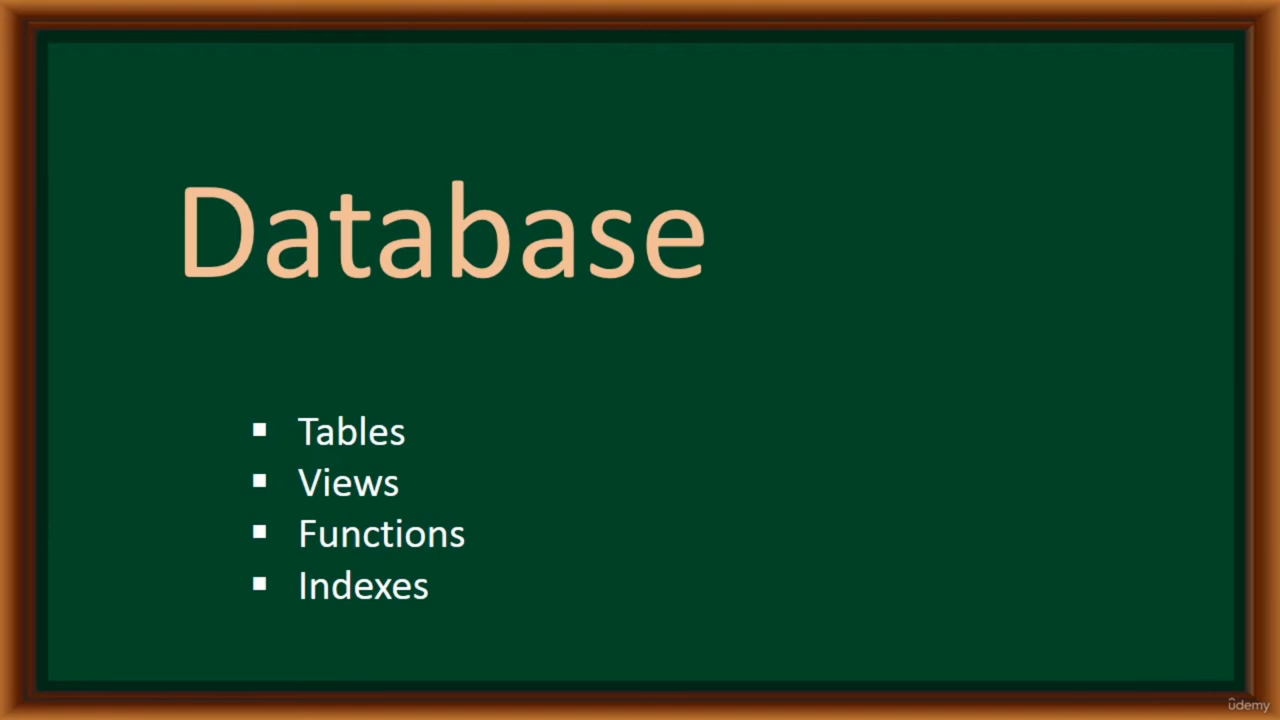 Database
▪ Tables
▪ Views
▪ Functions
▪ Indexes
ûdemy